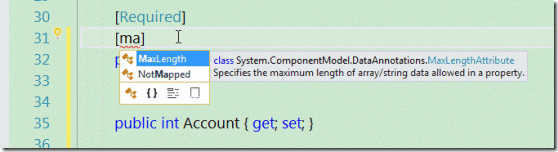 30 [Required]
31 [ma]
32 p
MaxLength
NotMapped
{ }
class System.ComponentModel.DataAnnotations.MaxLengthAttribute
Specifies the maximum length of array/string data allowed in a property.
33
34
35 public int Account { get; set; }
36